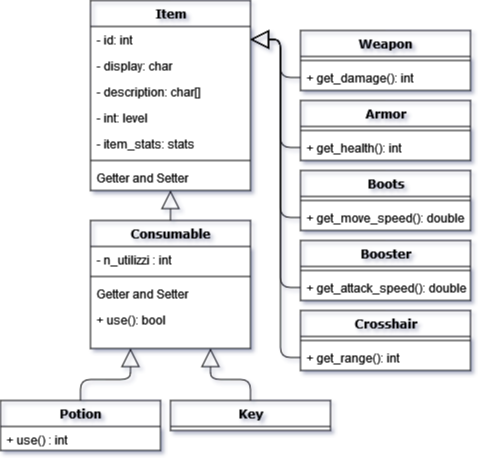 Item
- id: int
- display: char
- description: char[]
- int: level
- item_stats: stats
Getter and Setter
Consumable
- n_utilizzi : int
Getter and Setter
+ use(): bool
Potion
+ use() : int
Key
Weapon
+ get_damage(): int
Armor
+ get_health(): int
Boots
+ get_move_speed(): double
Booster
+ get_attack_speed(): double
Crosshair
+ get_range(): int